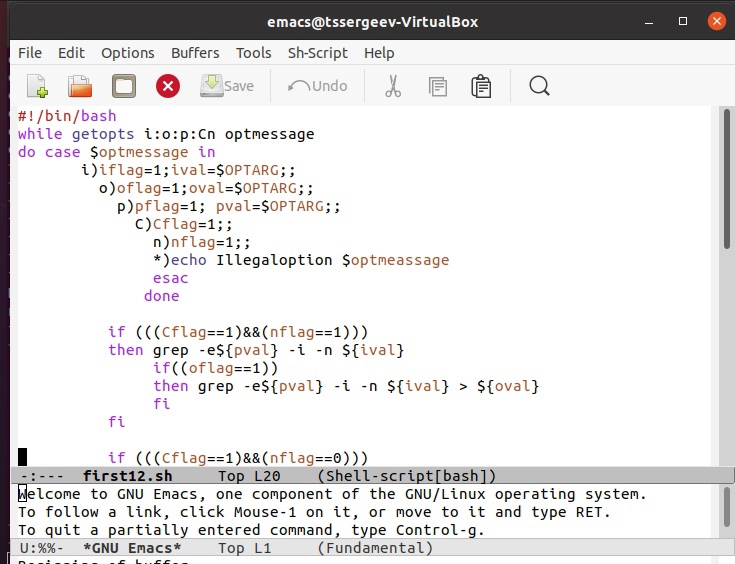 emacs@tssergeev-VirtualBox
File Edit Options Buffers Tools Sh-Script Help
Save Undo
#!/bin/bash
while getopts i:o:p:Cn optmessage
do case $optmessage in
i)iflag=1;ival=$OPTARG;;
o)oflag=1;oval=$OPTARG;;
p)pflag=1; pval=$OPTARG;;
C)Cflag=1;;
n)nflag=1;;
*)echo Illegaloption $optmeassage
esac
done
if (((Cflag==1)&&(nflag==1)))
then grep -e${pval} -i -n ${ival}
if((oflag==1))
then grep -e${pval} -i -n ${ival} > ${oval}
fi
fi
if (((Cflag==1)&&(nflag==0)))
-:--- first12.sh Top L20 (Shell-script[bash])
Welcome to GNU Emacs, one component of the GNU/Linux operating system.
To follow a link, click Mouse-1 on it, or move to it and type RET.
To quit a partially entered command, type Control-g.
U:%%- *GNU Emacs* Top L1 (Fundamental)
Beginning of buffer